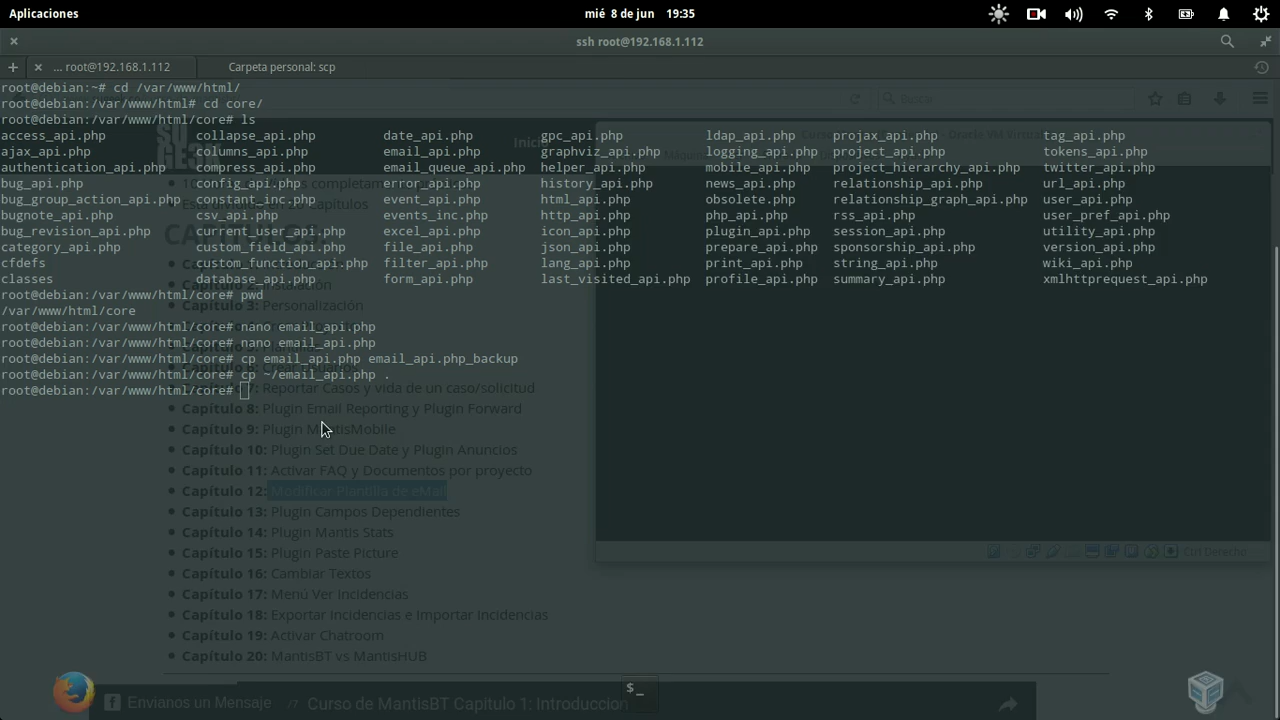 Aplicaciones
mié 8 de jun 19:35
ssh root@192.168.1.112
... root@192.168.1.112
Carpeta personal: scp
root@debian:~# cd /var/www/html/
root@debian:/var/www/html# cd core/
root@debian:/var/www/html/core# ls
access_api.php collapse_api.php date_api.php gpc_api.php ldap_api.php projax_api.php tag_api.php
ajax_api.php columns_api.php email_api.php graphviz_api.php logging_api.php project_api.php tokens_api.php
authentication_api.php compress_api.php email_queue_api.php helper_api.php mobile_api.php project_hierarchy_api.php twitter_api.php
bug_api.php config_api.php error_api.php history_api.php news_api.php relationship_api.php url_api.php
bug_group_action_api.php constant_inc.php event_api.php html_api.php obsolete.php relationship_graph_api.php user_api.php
bugnote_api.php csv_api.php events_inc.php http_api.php php_api.php rss_api.php user_pref_api.php
bug_revision_api.php current_user_api.php excel_api.php icon_api.php plugin_api.php session_api.php utility_api.php
category_api.php custom_field_api.php file_api.php json_api.php prepare_api.php sponsorship_api.php version_api.php
cfdefs custom_function_api.php filter_api.php lang_api.php print_api.php string_api.php wiki_api.php
classes database_api.php form_api.php last_visited_api.php profile_api.php summary_api.php xmlhttprequest_api.php
root@debian:/var/www/html/core# pwd
/var/www/html/core
root@debian:/var/www/html/core# nano email_api.php
root@debian:/var/www/html/core# nano email_api.php
root@debian:/var/www/html/core# cp email_api.php email_api.php_backup
root@debian:/var/www/html/core# cp ~/email_api.php .
root@debian:/var/www/html/core#
Busca
Capítulo 3: Personalización
7: Reportar Casos y vida de un caso/solicitud
Capítulo 8: Plugin Email Reporting y Plugin Forward
Capítulo 9: Plugin MantisMobile
Capítulo 10: Plugin Set Due Date y Plugin Anuncios
Capítulo 11: Activar FAQ y Documentos por proyecto
Capítulo 12: Modificar Plantilla de eMail
Capítulo 13: Plugin Campos Dependientes
Capítulo 14: Plugin Mantis Stats
Capítulo 15: Plugin Paste Picture
Capítulo 16: Cambiar Textos
Capítulo 17: Menú Ver Incidencias
Capítulo 18: Exportar Incidencias e Importar Incidencias
Capítulo 19: Activar Chatroom
Capítulo 20: MantisBT vs MantisHUB
Ctrl Derecho
Envianos un Mensaje
Curso de MantisBT Capítulo 1: Introduccion